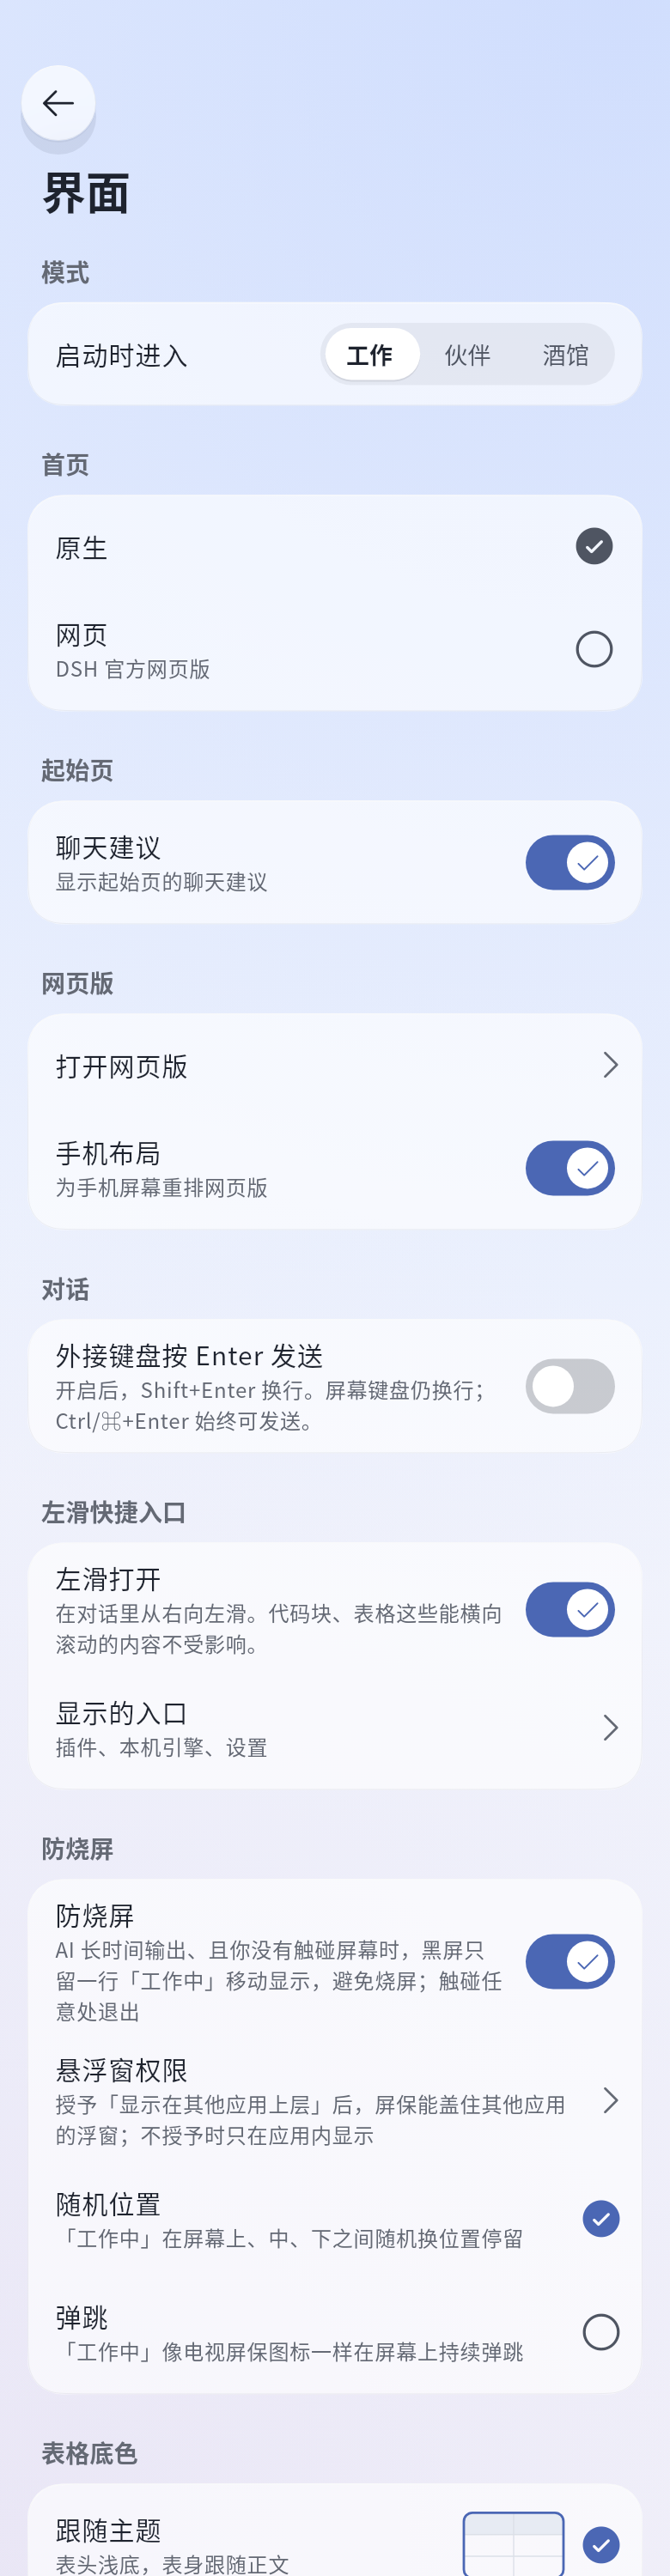 界面
模式
启动时进入
工作 伙伴 酒馆
首页
原生
网页
DSH 官方网页版
起始页
聊天建议
显示起始页的聊天建议
网页版
打开网页版
手机布局
为手机屏幕重排网页版
对话
外接键盘按 Enter 发送
开启后，Shift+Enter 换行。屏幕键盘仍换行；
Ctrl/⌘+Enter 始终可发送。
左滑快捷入口
左滑打开
在对话里从右向左滑。代码块、表格这些能横向
滚动的内容不受影响。
显示的入口
插件、本机引擎、设置
防烧屏
防烧屏
AI 长时间输出、且你没有触碰屏幕时，黑屏只
留一行「工作中」移动显示，避免烧屏；触碰任
意处退出
悬浮窗权限
授予「显示在其他应用上层」后，屏保能盖住其他应用
的浮窗；不授予时只在应用内显示
随机位置
「工作中」在屏幕上、中、下之间随机换位置停留
弹跳
「工作中」像电视屏保图标一样在屏幕上持续弹跳
表格底色
跟随主题
表头浅底，表身跟随正文